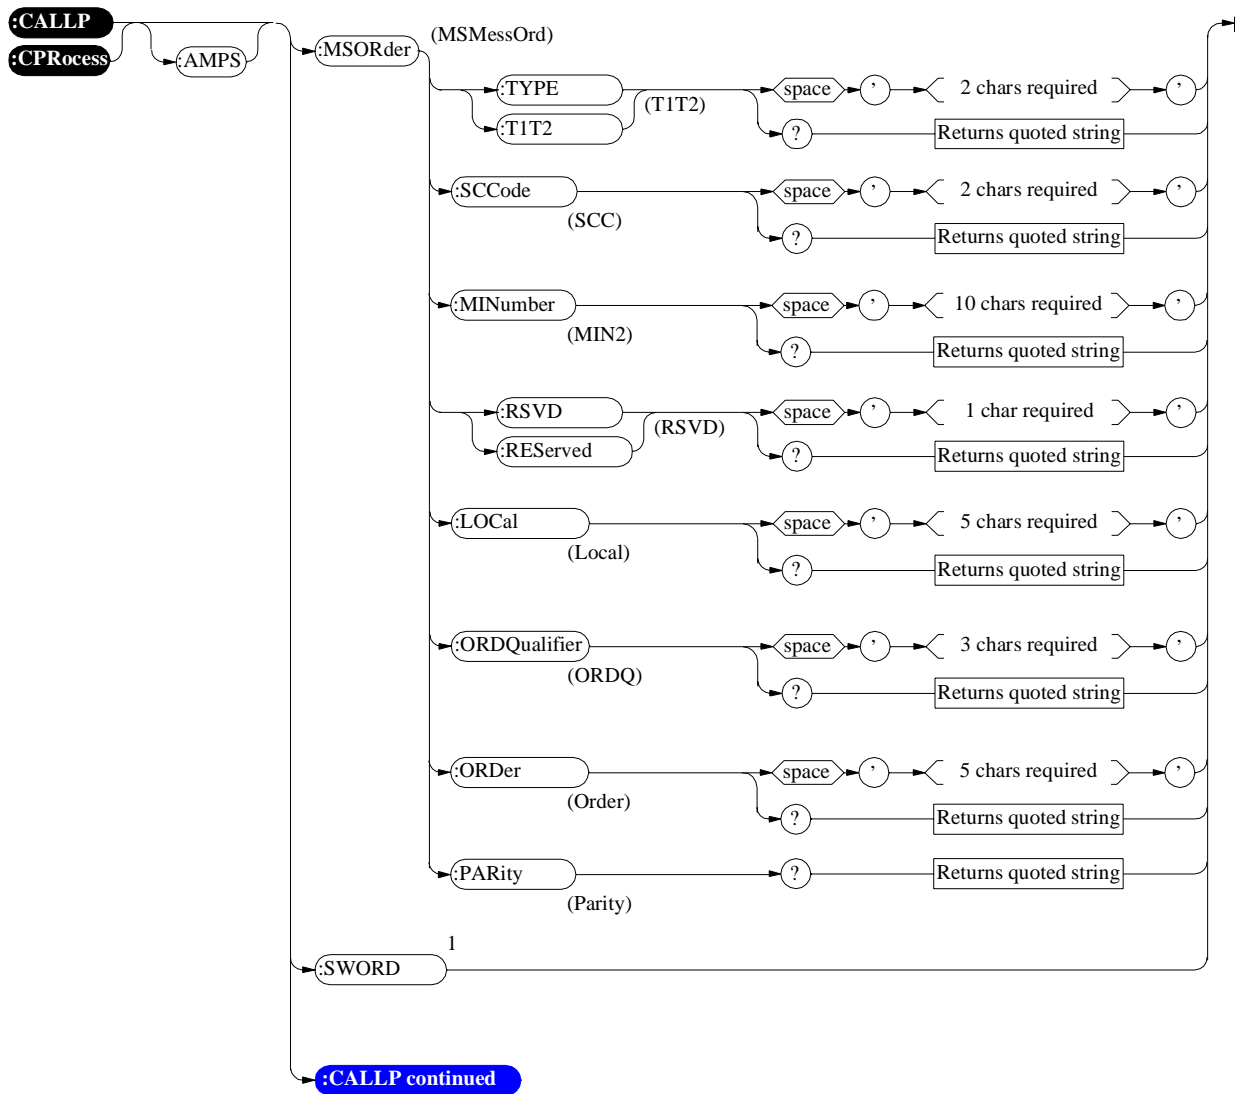 :CALLP
:CPRocess
:AMPS
:MSORder
(MSMessOrd)
:TYPE
(T1T2)
space ’ 2 chars required ’
:T1T2
? Returns quoted string
:SCCode
(SCC)
space ’ 2 chars required ’
? Returns quoted string
:MINumber
(MIN2)
space ’ 10 chars required ’
? Returns quoted string
:RSVD
(RSVD)
space ’ 1 char required ’
:REServed
? Returns quoted string
:LOCal
(Local)
space ’ 5 chars required ’
? Returns quoted string
:ORDQualifier
(ORDQ)
space ’ 3 chars required ’
? Returns quoted string
:ORDer
(Order)
space ’ 5 chars required ’
? Returns quoted string
:PARity
(Parity)
? Returns quoted string
:SWORD
1
:CALLP continued